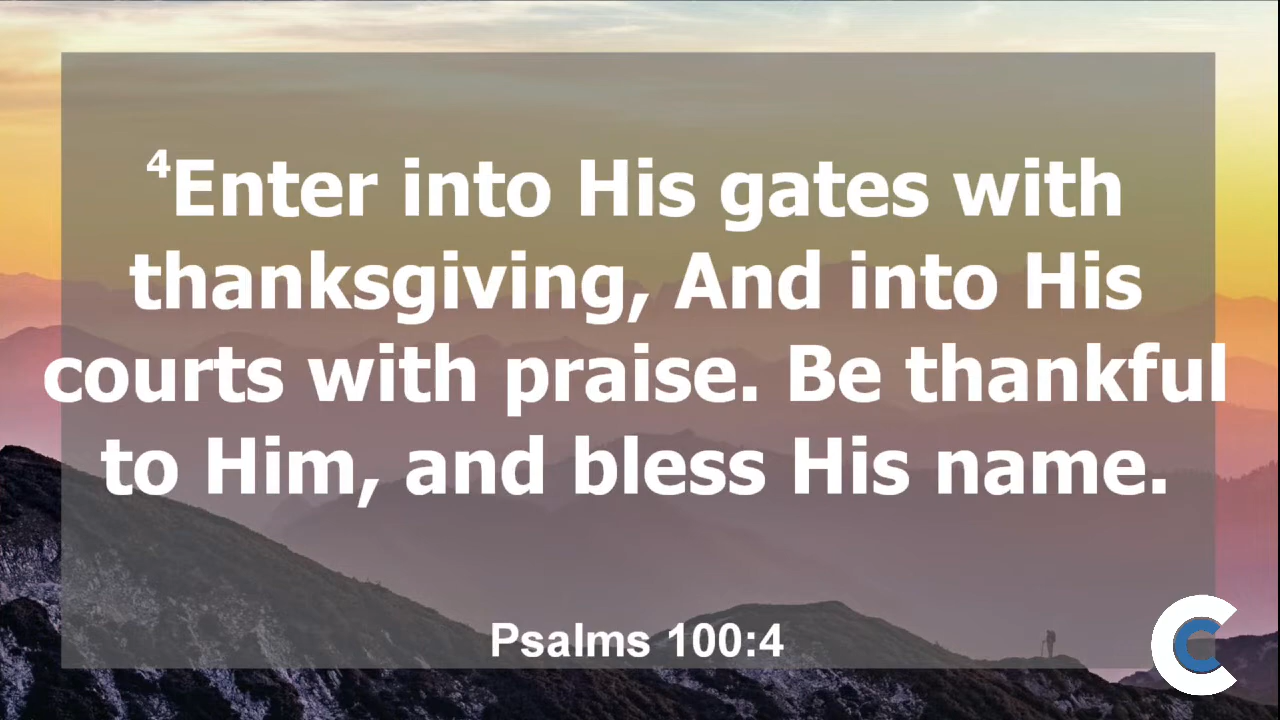 ⁴Enter into His gates with
thanksgiving, And into His
courts with praise. Be thankful
to Him, and bless His name.
Psalms 100:4